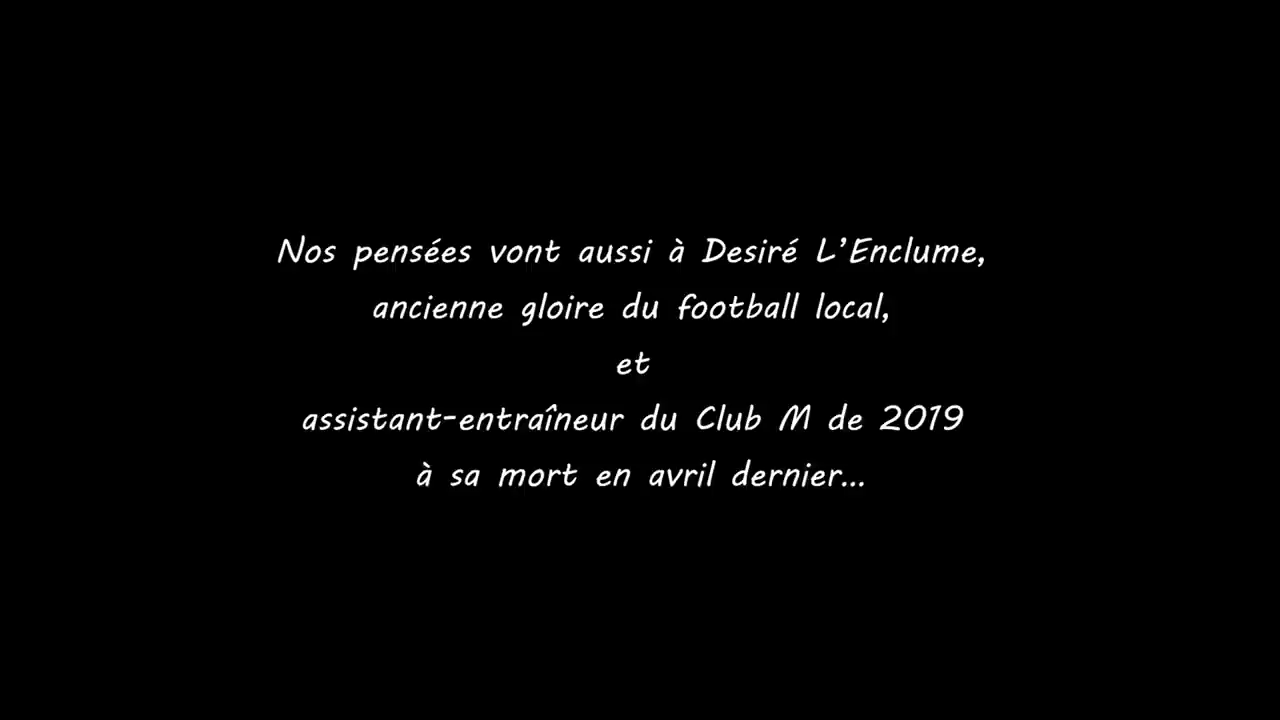 Nos pensées vont aussi à Desiré L’Enclume,
ancienne gloire du football local,
et
assistant-entraîneur du Club M de 2019
à sa mort en avril dernier...